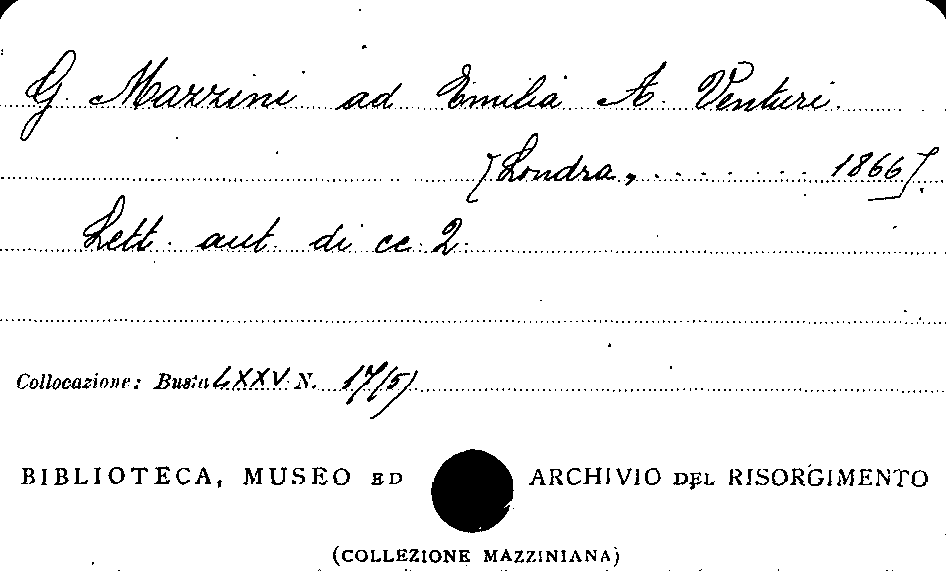 G. Mazzini ad Emilia A. Venturi.
[Londra, . . . . . . . 1866].
Lett. aut. di cc. 2.
Collocazione: Busta LXXV N. 17/5)
BIBLIOTECA, MUSEO ED ARCHIVIO DEL RISORGIMENTO
(COLLEZIONE MAZZINIANA)